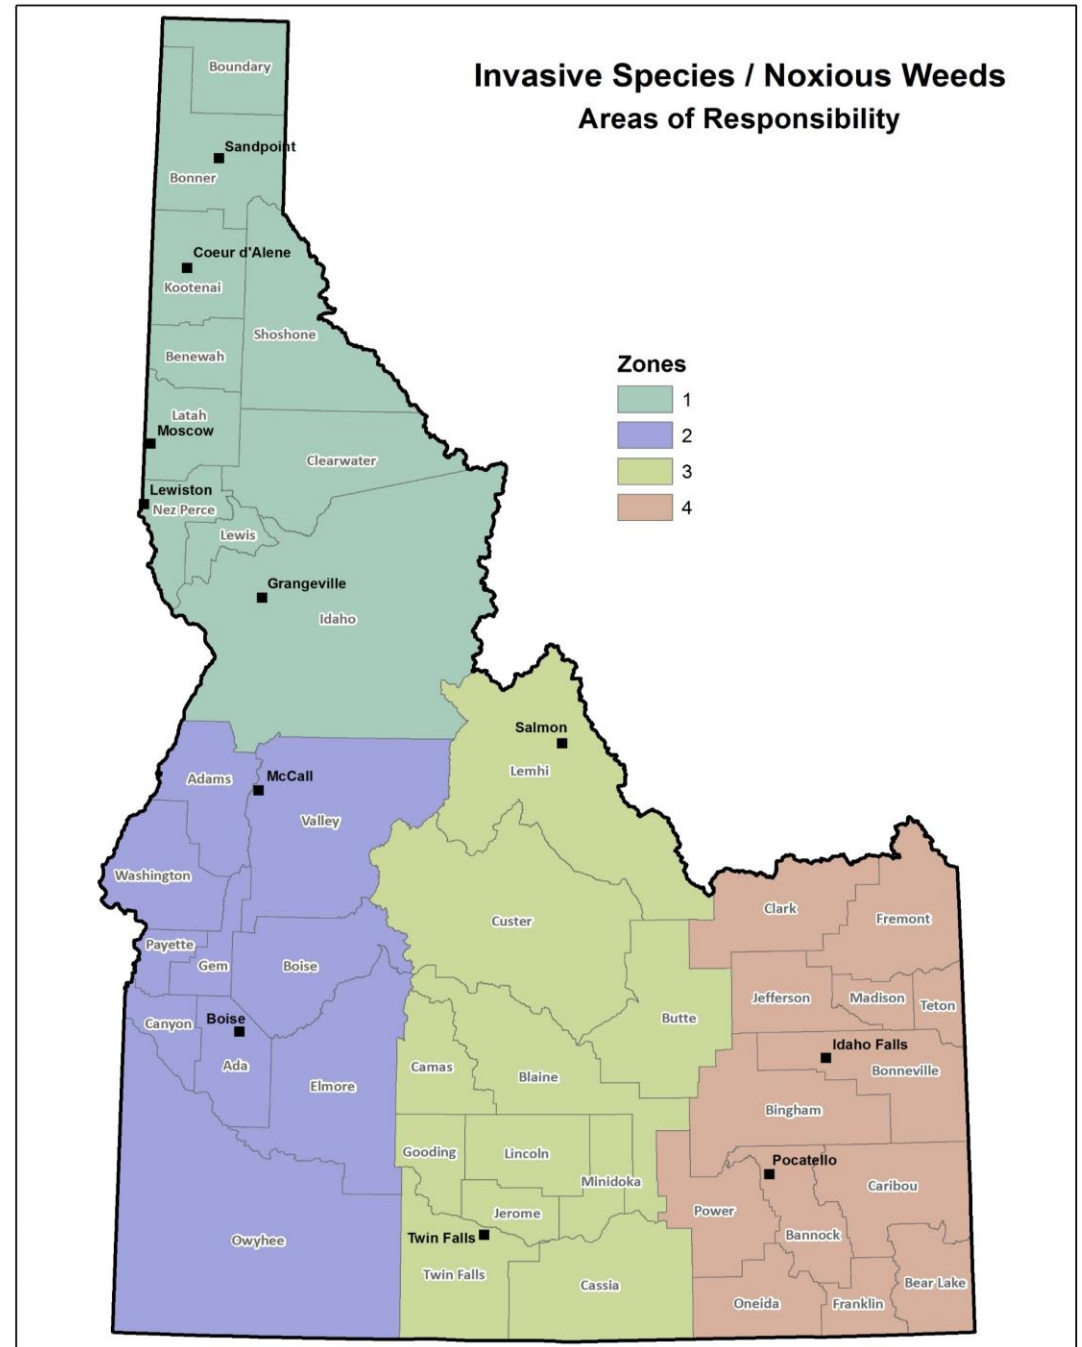 Invasive Species / Noxious Weeds
Areas of Responsibility
Boundary
Sandpoint
Bonner
Coeur d'Alene
Kootenai
Shoshone
Benewah
Latah
Moscow
Clearwater
Lewiston
Nez Perce
Lewis
Grangeville
Idaho
Zones
1
2
3
4
Salmon
Lemhi
Adams
McCall
Valley
Washington
Custer
Clark
Fremont
Payette
Gem
Boise
Jefferson
Madison
Teton
Canyon
Boise
Butte
Ada
Idaho Falls
Camas
Blaine
Bonneville
Elmore
Bingham
Gooding
Lincoln
Pocatello
Minidoka
Caribou
Jerome
Power
Owyhee
Twin Falls
Bannock
Twin Falls
Cassia
Bear Lake
Oneida
Franklin